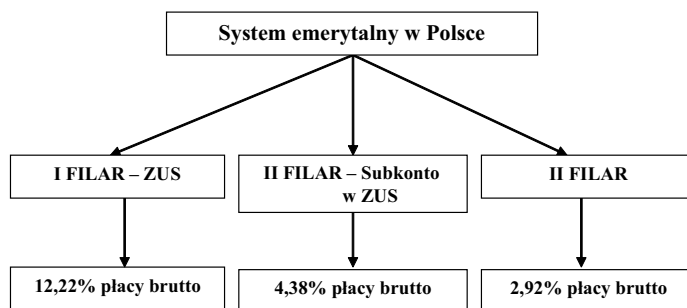 System emerytalny w Polsce
I FILAR – ZUS
II FILAR – Subkonto
w ZUS
II FILAR
12,22% płacy brutto
4,38% płacy brutto
2,92% płacy brutto